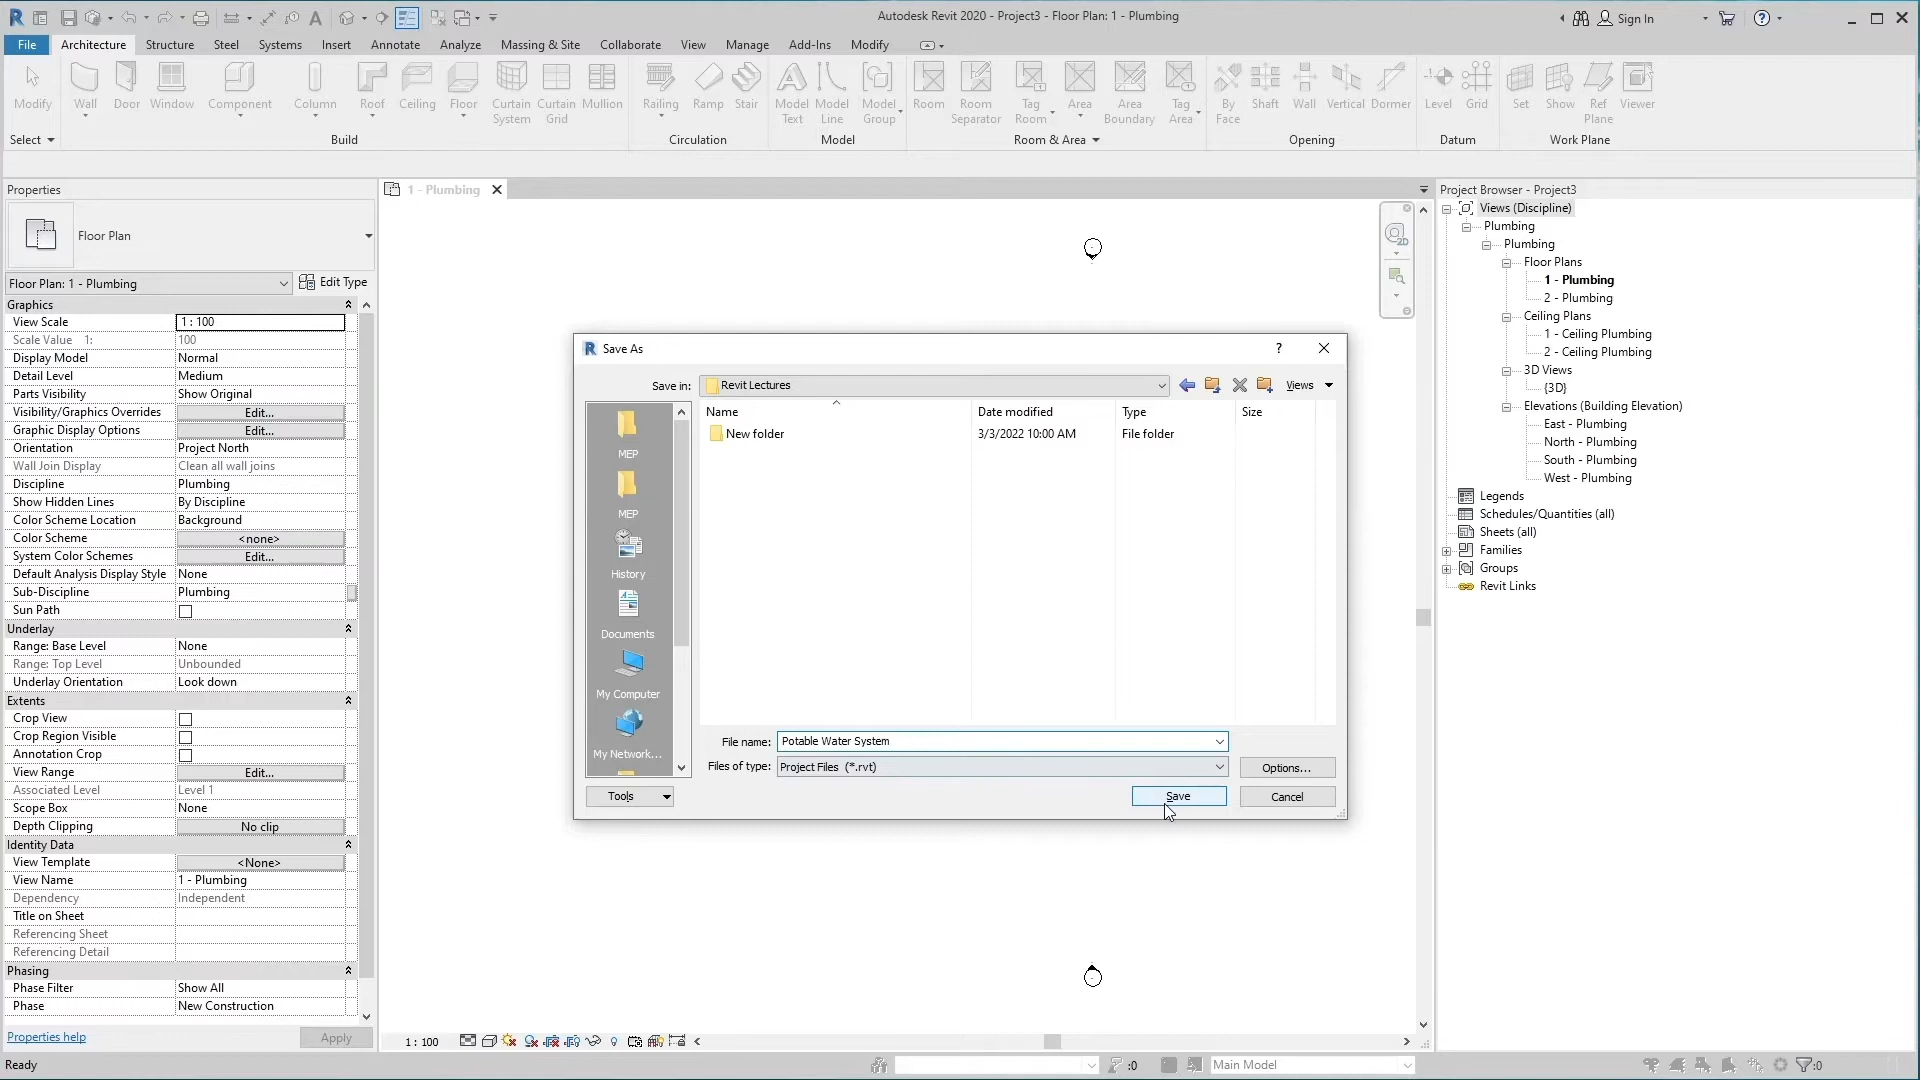 Autodesk Revit 2020 - Project3 - Floor Plan: 1 - Plumbing
Sign In
File Architecture Structure Steel Systems Insert Annotate Analyze Massing & Site Collaborate View Manage Add-Ins Modify
Modify Wall Door Window Component Column Roof Ceiling Floor Curtain System Curtain Grid Mullion Railing Ramp Stair Model Text Model Line Model Group Room Room Separator Tag Room Area Area Boundary Tag Area By Face Shaft Wall Vertical Dormer Level Grid Set Show Ref Plane Viewer
Select Build Circulation Model Room & Area Opening Datum Work Plane
Properties
Floor Plan
Floor Plan: 1 - Plumbing Edit Type
Graphics
View Scale 1 : 100
Scale Value 1: 100
Display Model Normal
Detail Level Medium
Parts Visibility Show Original
Visibility/Graphics Overrides Edit...
Graphic Display Options Edit...
Orientation Project North
Wall Join Display Clean all wall joins
Discipline Plumbing
Show Hidden Lines By Discipline
Color Scheme Location Background
Color Scheme <none>
System Color Schemes Edit...
Default Analysis Display Style None
Sub-Discipline Plumbing
Sun Path
Underlay
Range: Base Level None
Range: Top Level Unbounded
Underlay Orientation Look down
Extents
Crop View
Crop Region Visible
Annotation Crop
View Range Edit...
Associated Level Level 1
Scope Box None
Depth Clipping No clip
Identity Data
View Template <None>
View Name 1 - Plumbing
Dependency Independent
Title on Sheet
Referencing Sheet
Referencing Detail
Phasing
Phase Filter Show All
Phase New Construction
Properties help Apply
1 - Plumbing
2D
Save As
Save in: Revit Lectures Views
Name Date modified Type Size
New folder 3/3/2022 10:00 AM File folder
MEP
MEP
History
Documents
My Computer
My Network...
File name: Potable Water System
Files of type: Project Files (*.rvt) Options...
Tools Save Cancel
Project Browser - Project3
Views (Discipline)
Plumbing
Plumbing
Floor Plans
1 - Plumbing
2 - Plumbing
Ceiling Plans
1 - Ceiling Plumbing
2 - Ceiling Plumbing
3D Views
{3D}
Elevations (Building Elevation)
East - Plumbing
North - Plumbing
South - Plumbing
West - Plumbing
Legends
Schedules/Quantities (all)
Sheets (all)
Families
Groups
Revit Links
1 : 100
Ready :0 Main Model :0